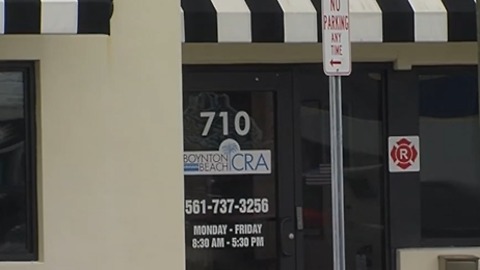 NO
PARKING
ANY
TIME
710
BOYNTON
BEACH CRA
561-737-3256
MONDAY - FRIDAY
8:30 AM - 5:30 PM
R